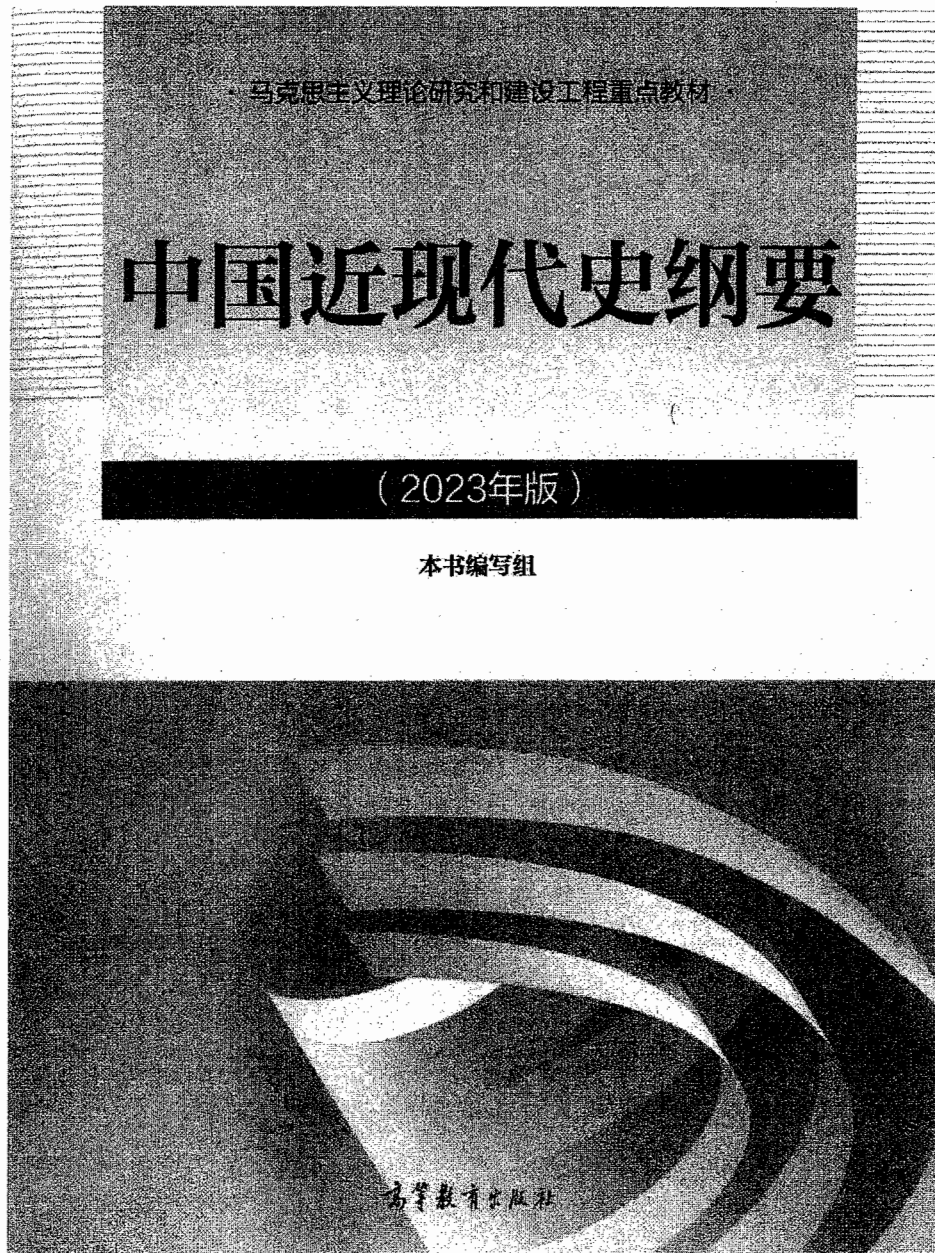 马克思主义理论研究和建设工程重点教材
中国近现代史纲要
（2023年版）
本书编写组
高等教育出版社